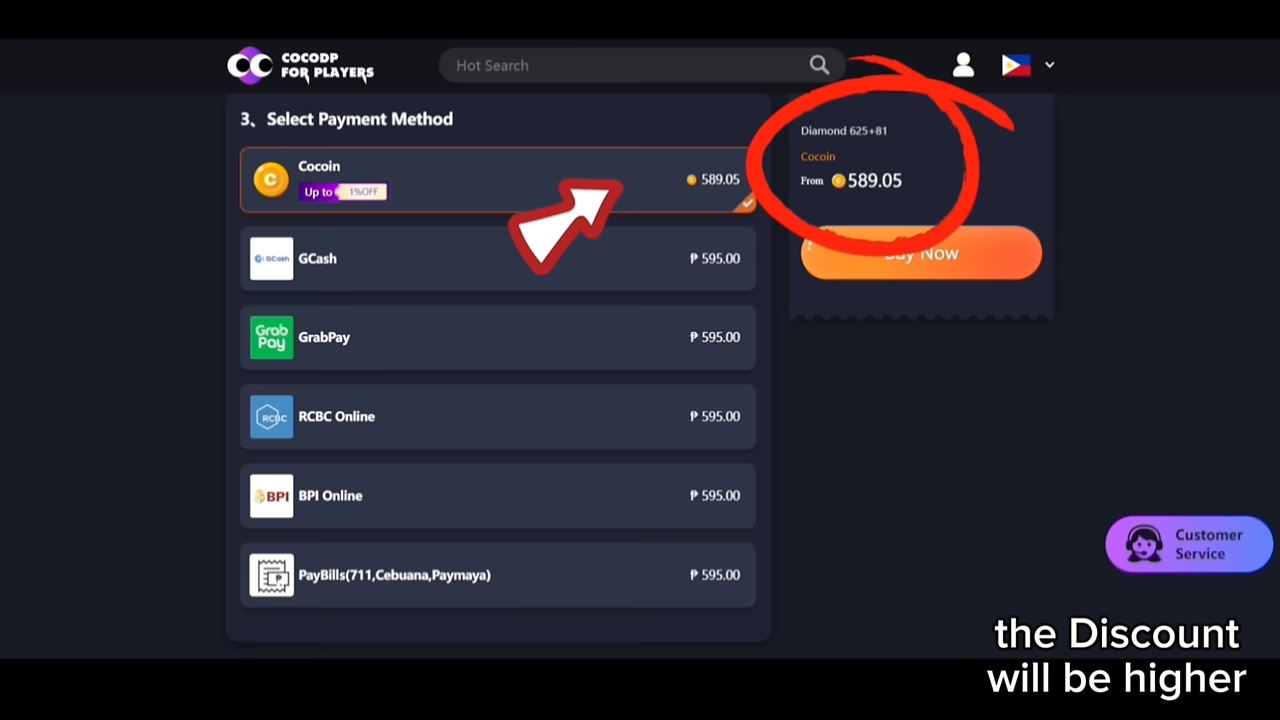 COCODP
FOR PLAYERS
Hot Search
3、Select Payment Method
Cocoin
Up to 1%OFF
589.05
GCash
GCash
₱ 595.00
Grab
Pay
GrabPay
₱ 595.00
RCBC
RCBC Online
₱ 595.00
BPI
BPI Online
₱ 595.00
PayBills(711,Cebuana,Paymaya)
₱ 595.00
Diamond 625+81
Cocoin
From 589.05
Buy Now
Customer
Service
the Discount
will be higher